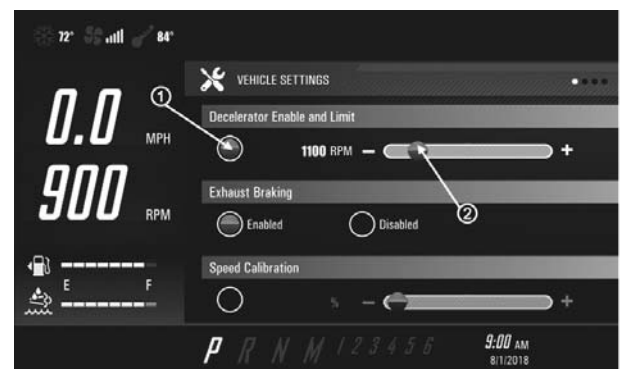 72° 84°
VEHICLE SETTINGS
①
0.0 MPH
Decelerator Enable and Limit
1100 RPM − +
900 RPM
Exhaust Braking
②
Enabled Disabled
Speed Calibration
E F
% − +
P R N M 1 2 3 4 5 6
9:00 AM
8/1/2018